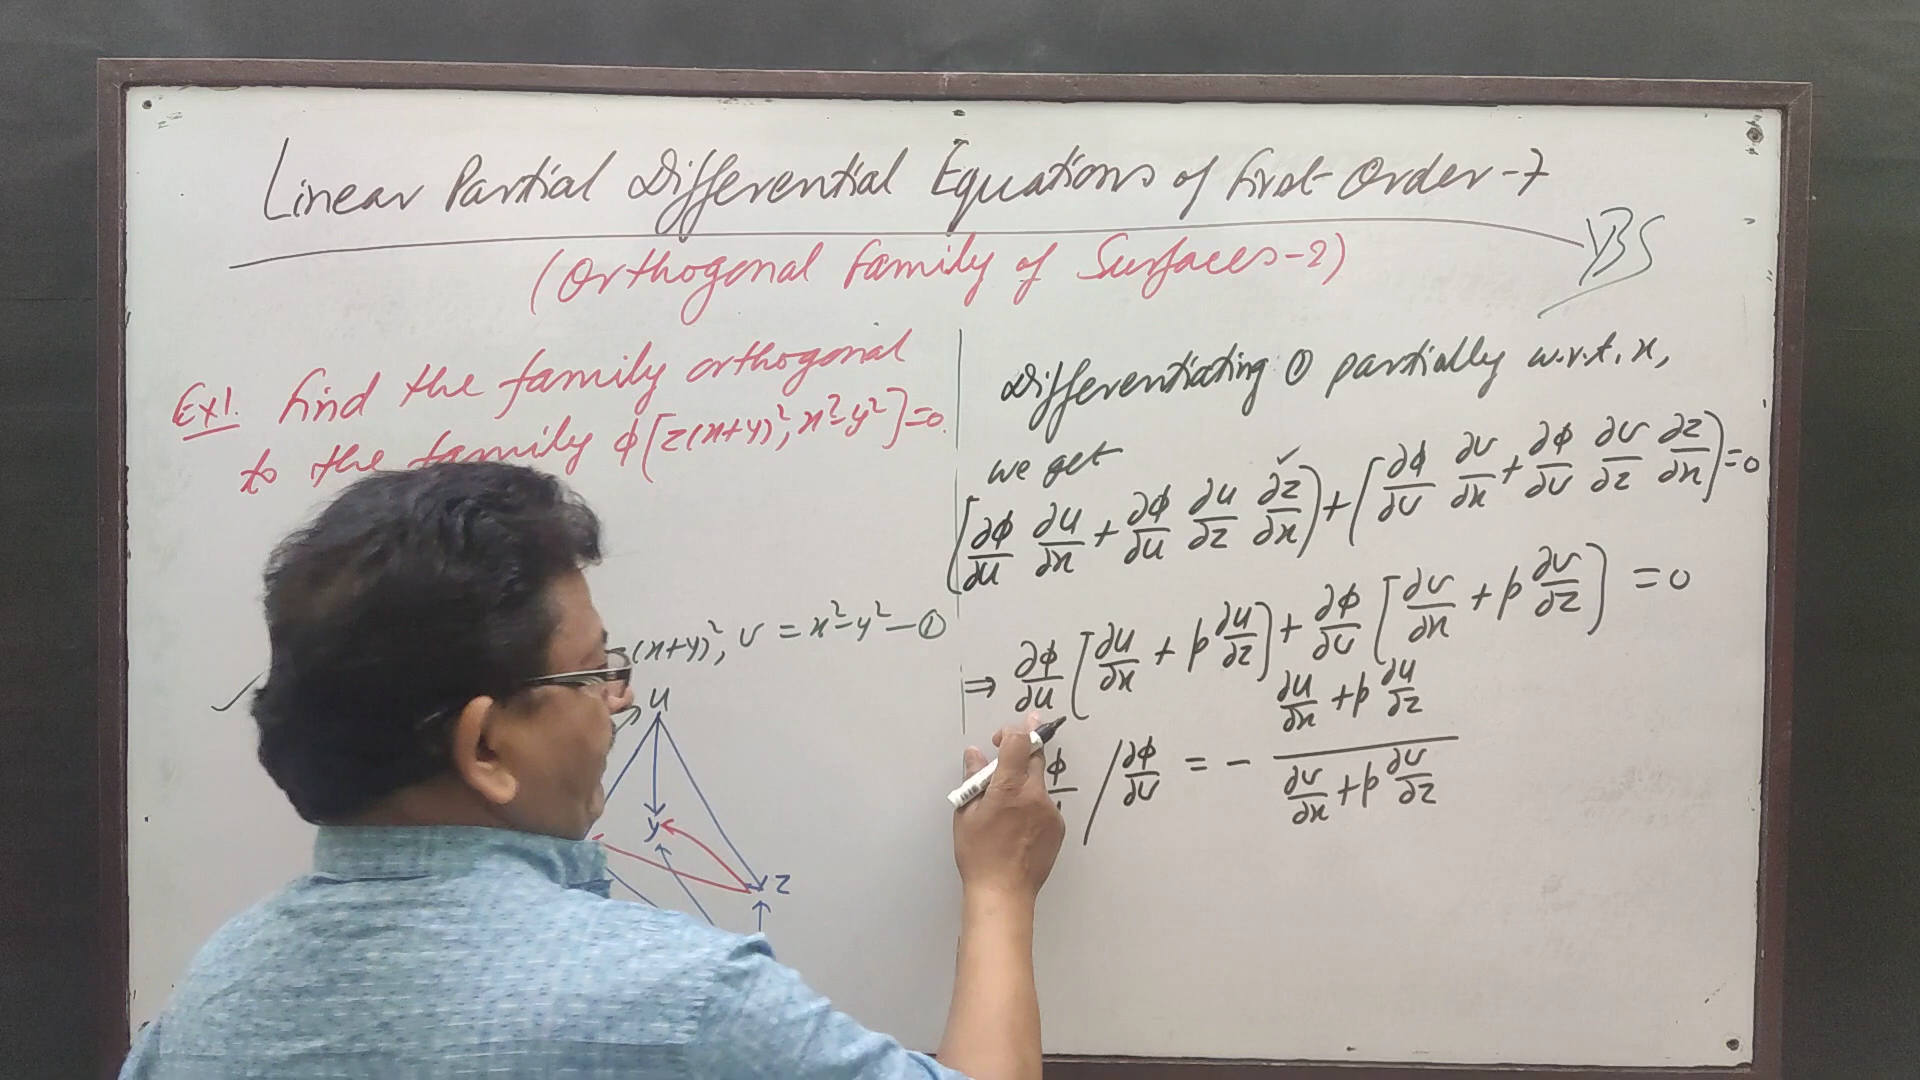 Linear Partial Differential Equations of First-Order-7
YBS
(Orthogonal Family of Surfaces-2)
Ex1. Find the family orthogonal
to the family φ[z(x+y)², x²-y²]=0.
(x+y)², v = x²-y² — ①
u
y
z
Differentiating ① partially w.r.t. x,
we get
[∂φ/∂u ∂u/∂x + ∂φ/∂u ∂u/∂z ∂z/∂x] + [∂φ/∂v ∂v/∂x + ∂φ/∂v ∂v/∂z ∂z/∂x] = 0
⇒ ∂φ/∂u [∂u/∂x + p ∂u/∂z] + ∂φ/∂v [∂v/∂x + p ∂v/∂z] = 0
φ / ∂φ/∂v = - (∂u/∂x + p ∂u/∂z) / (∂v/∂x + p ∂v/∂z)